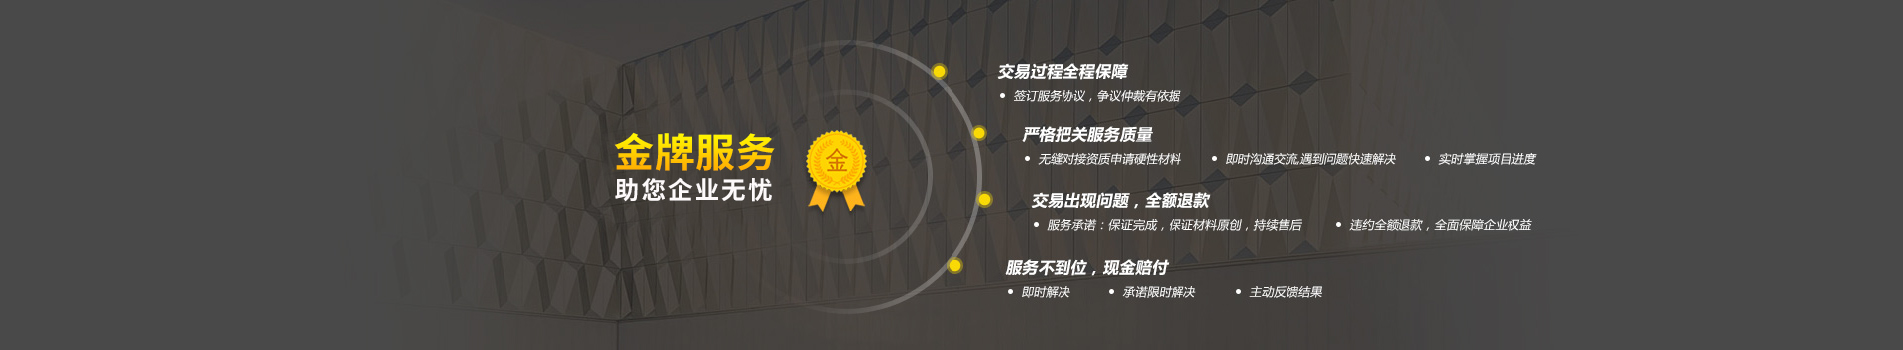 金牌服务
助您企业无忧
金
交易过程全程保障
签订服务协议，争议仲裁有依据
严格把关服务质量
无缝对接资质申请硬性材料 即时沟通交流,遇到问题快速解决 实时掌握项目进度
交易出现问题，全额退款
服务承诺：保证完成，保证材料原创，持续售后 违约全额退款，全面保障企业权益
服务不到位，现金赔付
即时解决 承诺限时解决 主动反馈结果